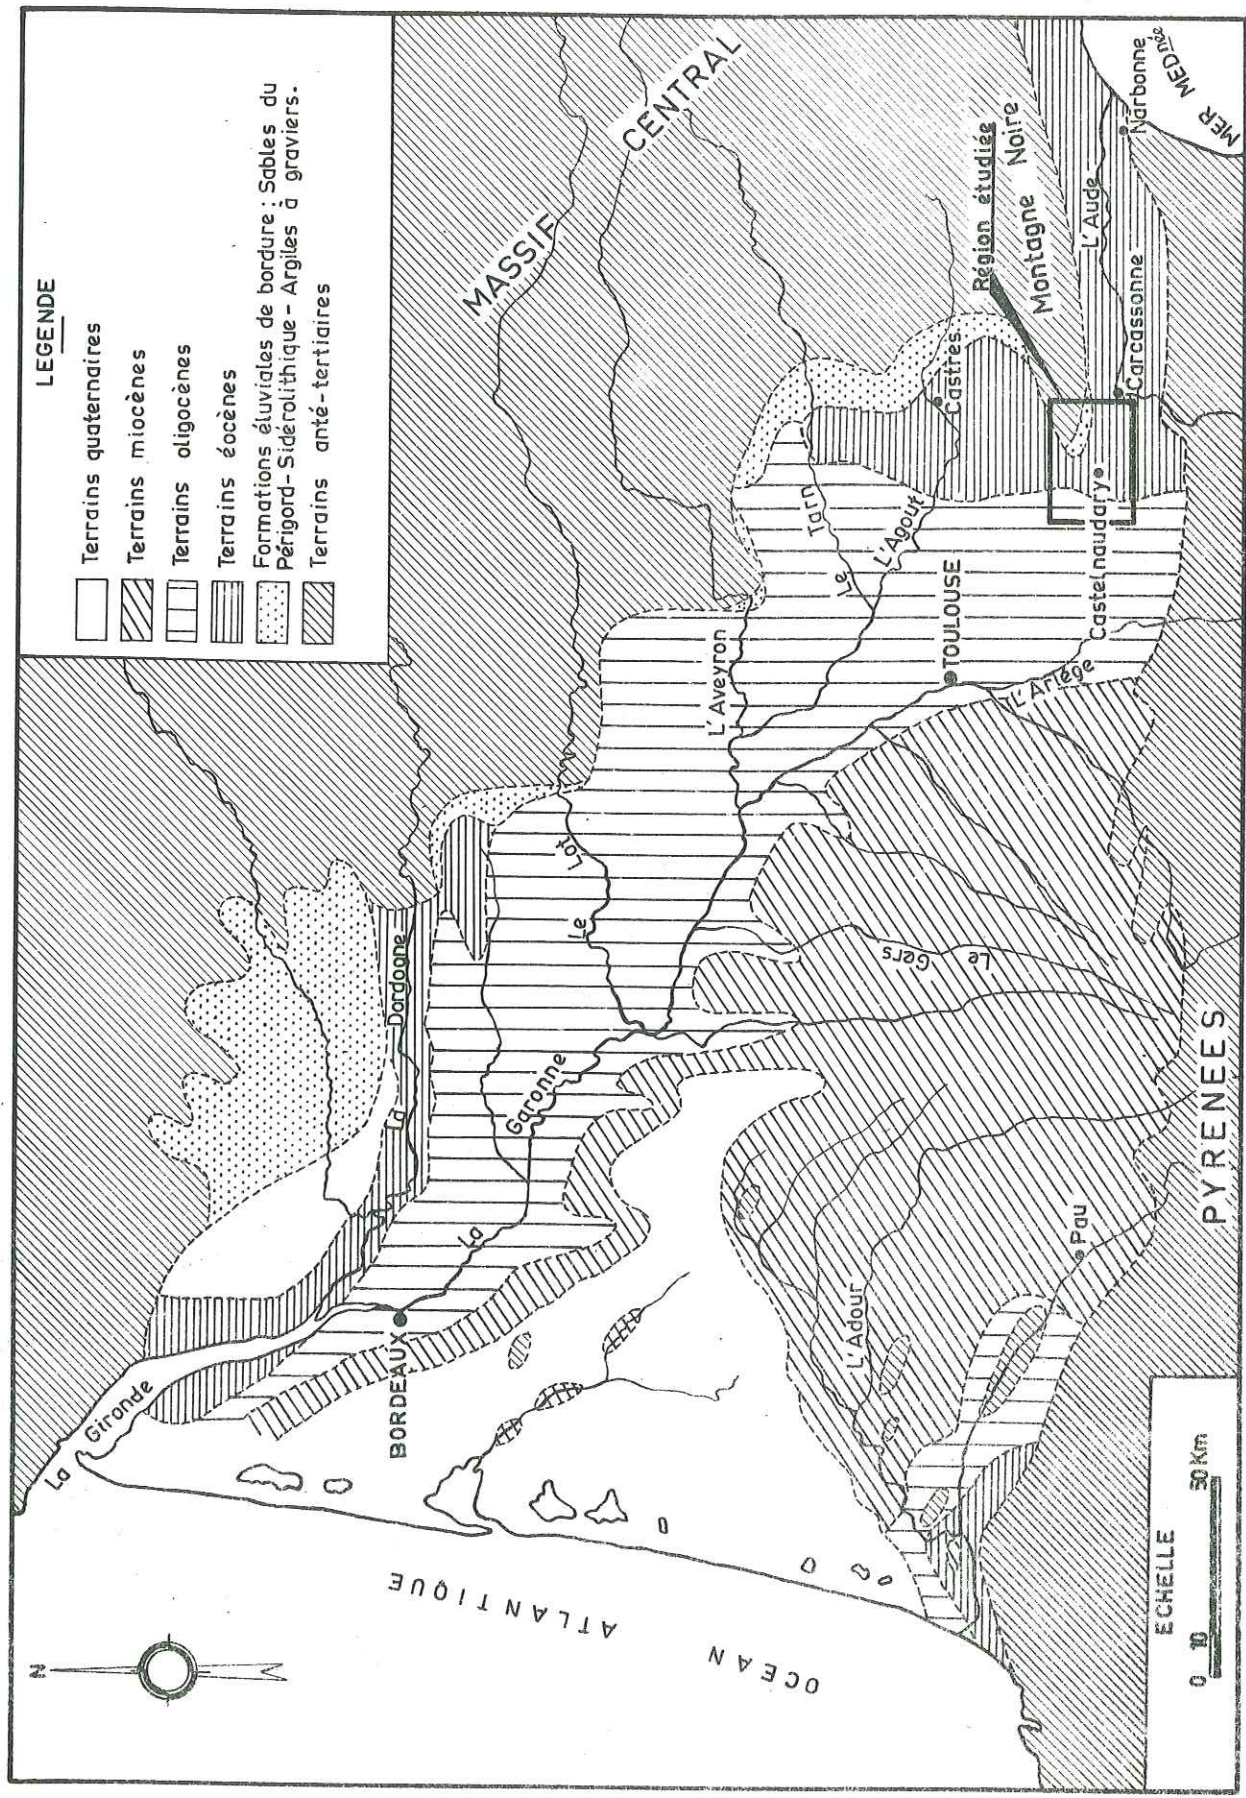 LEGENDE
Terrains quaternaires
Terrains miocènes
Terrains oligocènes
Terrains éocènes
Formations éluviales de bordure : Sables du
Périgord - Sidérolithique - Argiles à graviers.
Terrains anté-tertiaires
N
MASSIF
CENTRAL
La Gironde
La Dordogne
BORDEAUX
La Garonne
Le Lot
L'Aveyron
Le Tarn
L'Agout
Castres
TOULOUSE
L'Ariège
Castelnaudary
Région étudiée
Montagne Noire
Carcassonne
L'Aude
Narbonne
MER MEDnée
Le Gers
L'Adour
Pau
PYRENEES
OCEAN ATLANTIQUE
ECHELLE
0 10 50 Km